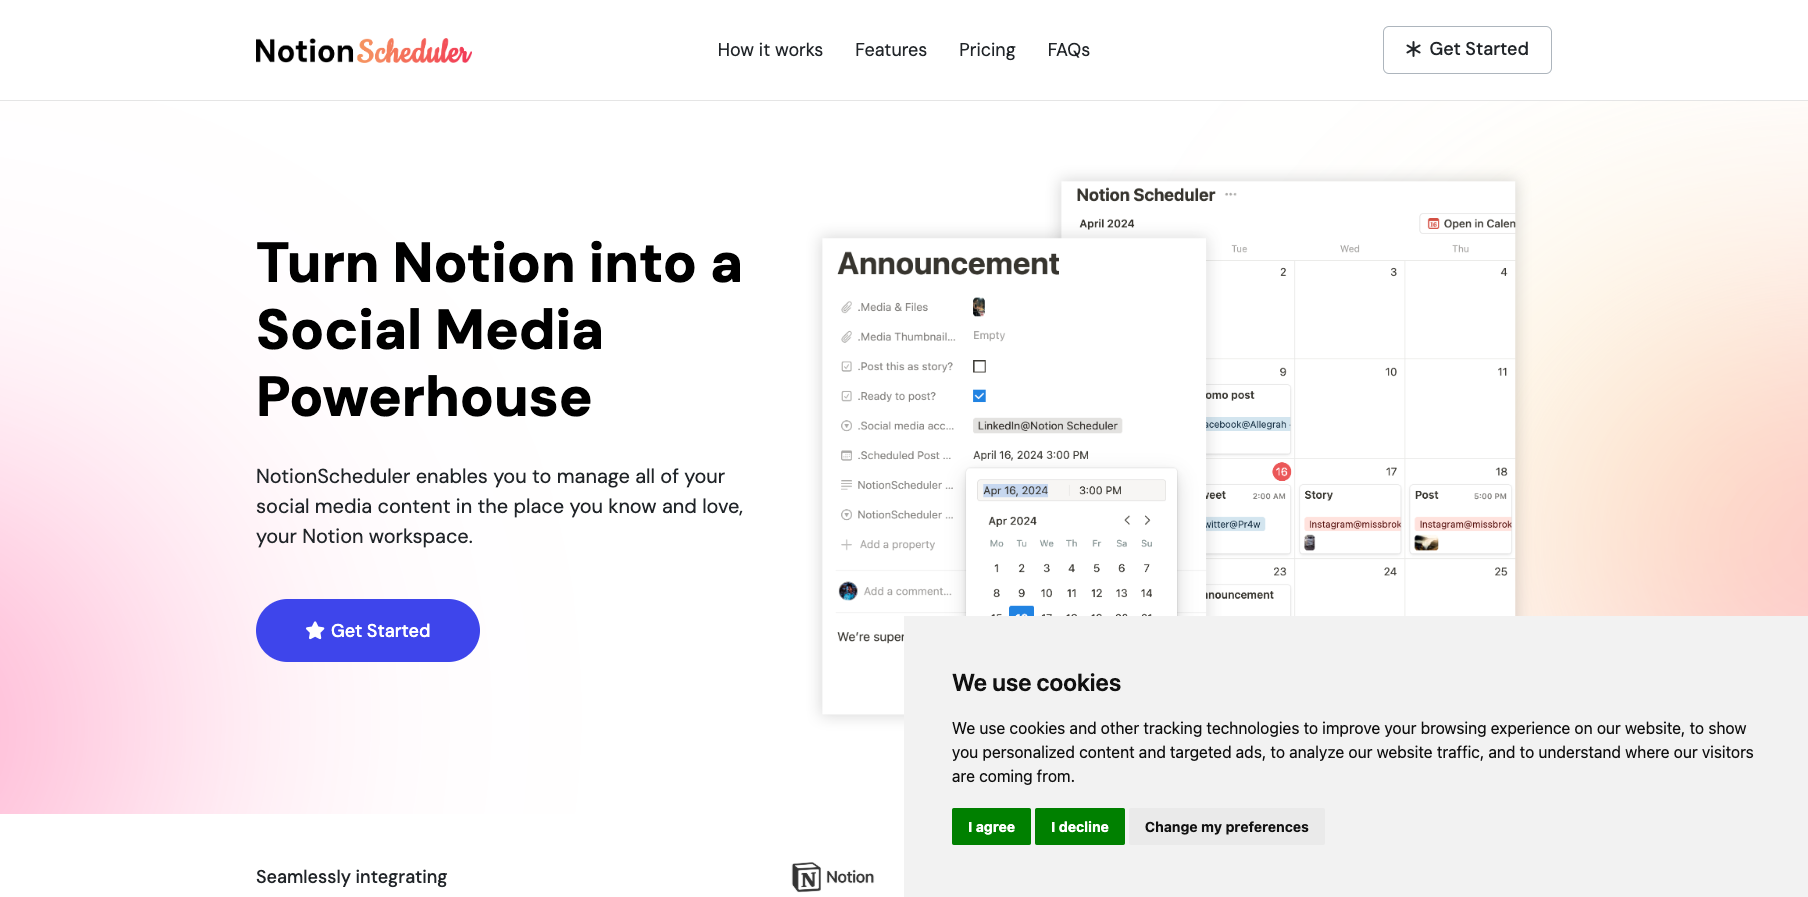 NotionScheduler
How it works
Features
Pricing
FAQs
Get Started
Turn Notion into a
Social Media
Powerhouse
NotionScheduler enables you to manage all of your
social media content in the place you know and love,
your Notion workspace.
Get Started
Notion Scheduler
April 2024
Open in Calen
Tue Wed Thu
2 3 4
9 10 11
omo post
acebook@Allegrah
16 17 18
weet 2:00 AM
witter@Pr4w
Story
Instagram@missbrok
Post 5:00 PM
Instagram@missbrok
23 24 25
nouncement
Announcement
.Media & Files
.Media Thumbnail... Empty
.Post this as story?
.Ready to post?
.Social media acc... LinkedIn@Notion Scheduler
.Scheduled Post ... April 16, 2024 3:00 PM
NotionScheduler ...
NotionScheduler ...
Add a property
Add a comment...
We're super
Apr 16, 2024 3:00 PM
Apr 2024
Mo Tu We Th Fr Sa Su
1 2 3 4 5 6 7
8 9 10 11 12 13 14
We use cookies
We use cookies and other tracking technologies to improve your browsing experience on our website, to show
you personalized content and targeted ads, to analyze our website traffic, and to understand where our visitors
are coming from.
I agree
I decline
Change my preferences
Seamlessly integrating
Notion